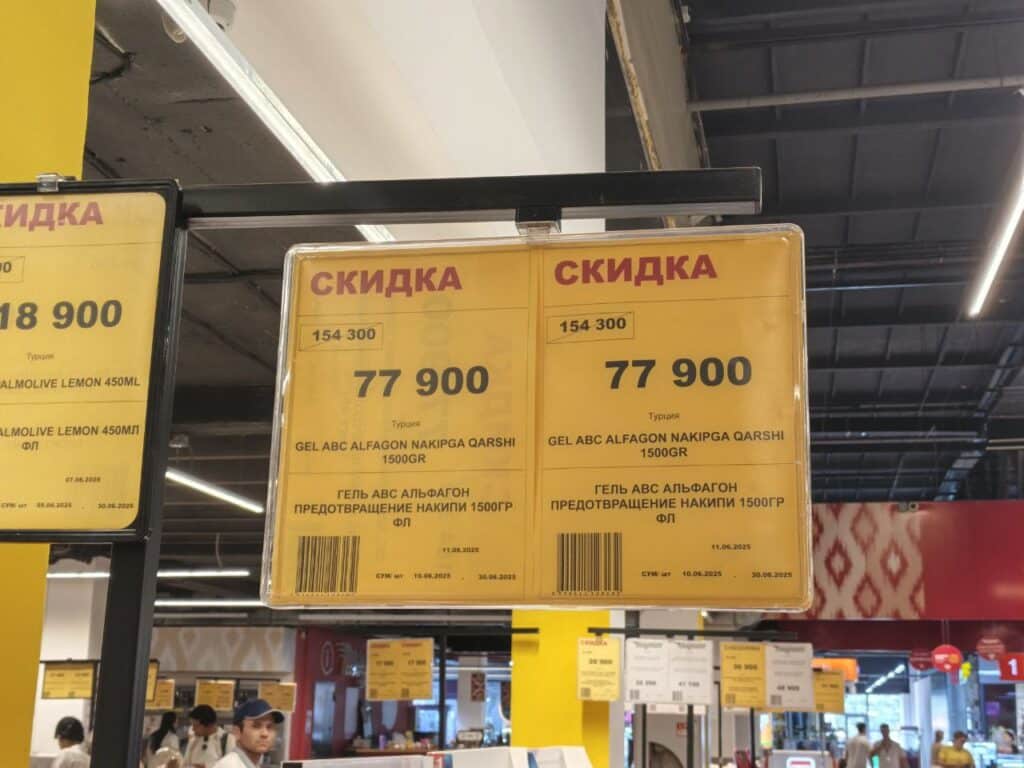 СКИДКА
18 900
Турция
PALMOLIVE LEMON 450ML
PALMOLIVE LEMON 450МЛ
ФЛ
07.06.2025
СУМ/ шт 05.06.2025 . 30.06.2025
СКИДКА
154 300
77 900
Турция
GEL ABC ALFAGON NAKIPGA QARSHI
1500GR
ГЕЛЬ АВС АЛЬФАГОН
ПРЕДОТВРАЩЕНИЕ НАКИПИ 1500ГР
ФЛ
11.06.2025
СУМ/ шт 10.06.2025 . 30.06.2025
СКИДКА
154 300
77 900
Турция
GEL ABC ALFAGON NAKIPGA QARSHI
1500GR
ГЕЛЬ АВС АЛЬФАГОН
ПРЕДОТВРАЩЕНИЕ НАКИПИ 1500ГР
ФЛ
11.06.2025
СУМ/ шт 10.06.2025 . 30.06.2025
СКИДКА
1